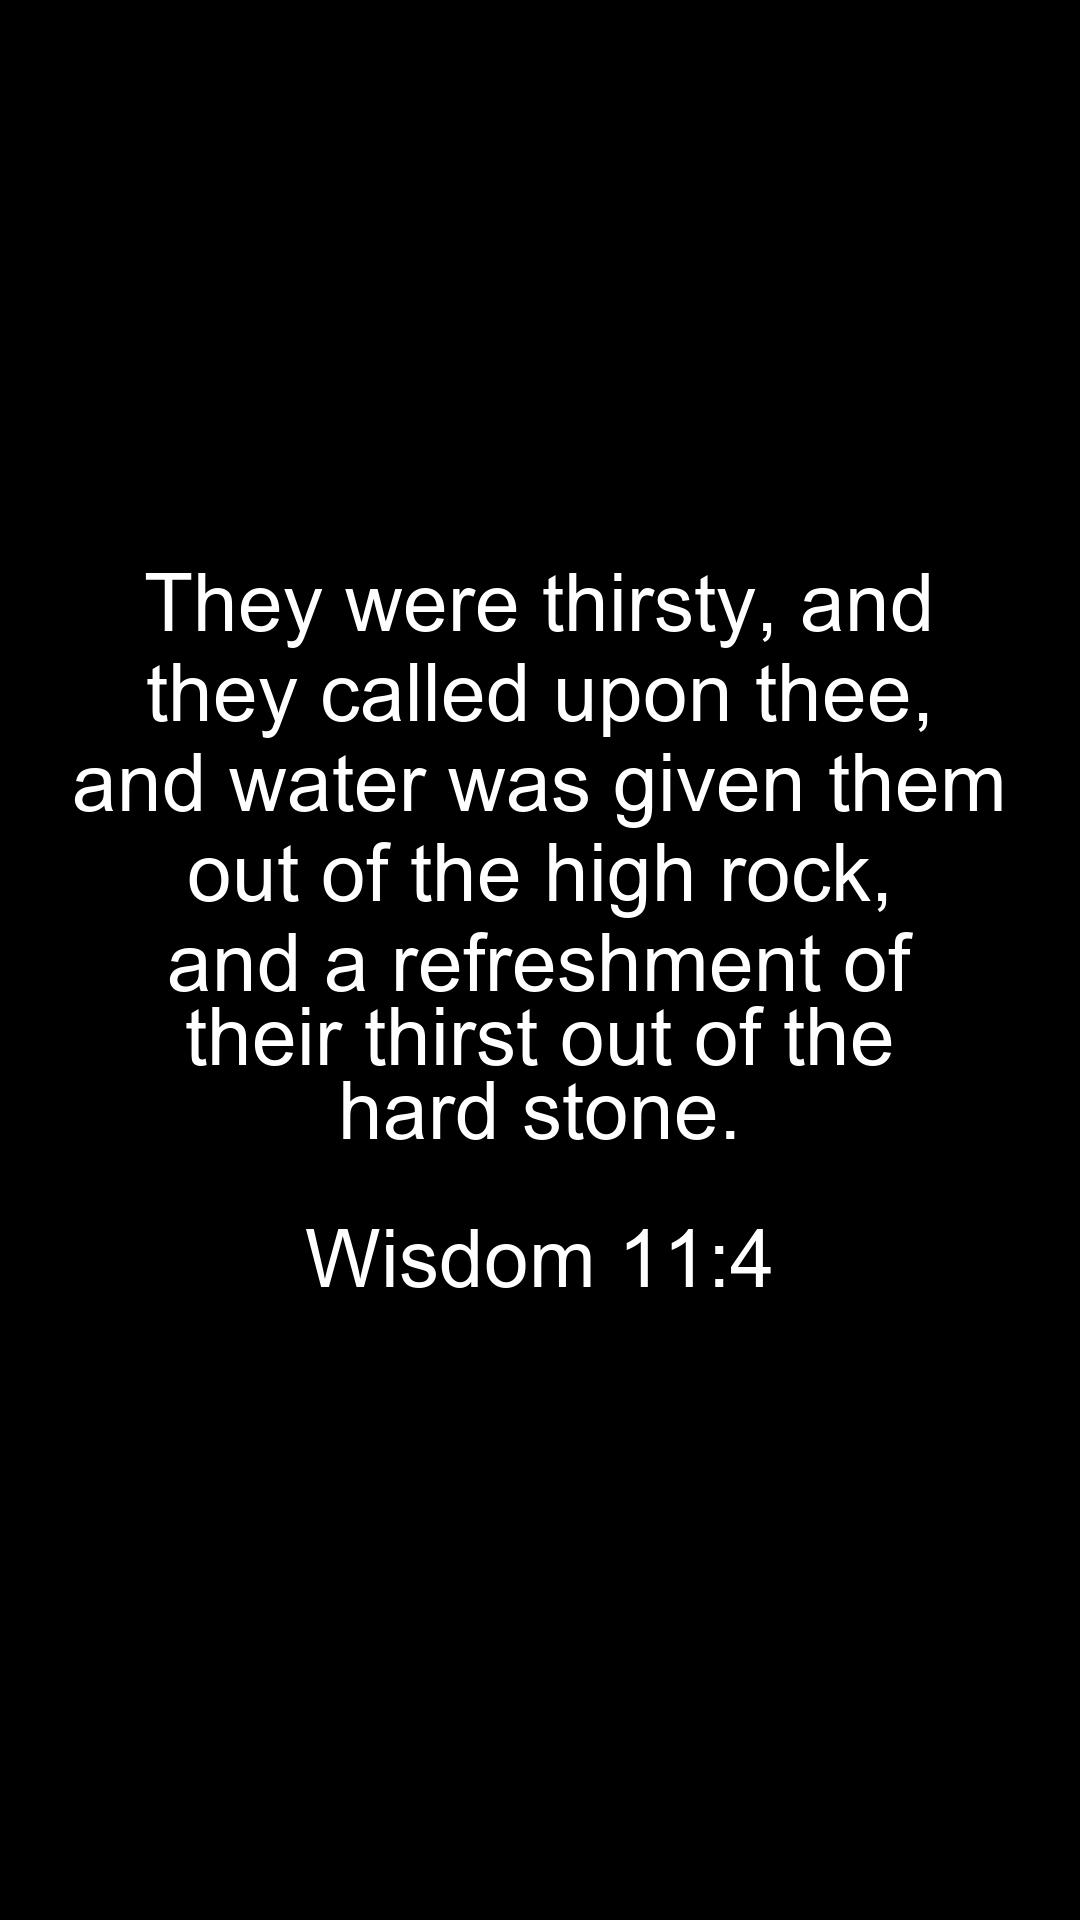 They were thirsty, and
they called upon thee,
and water was given them
out of the high rock,
and a refreshment of
their thirst out of the
hard stone.
Wisdom 11:4